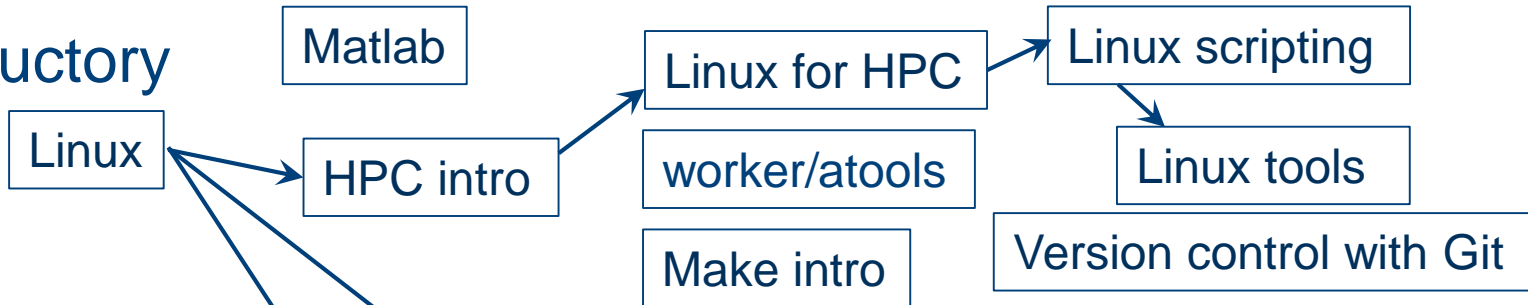 uctory
Matlab
Linux for HPC
Linux scripting
Linux
HPC intro
worker/atools
Linux tools
Make intro
Version control with Git